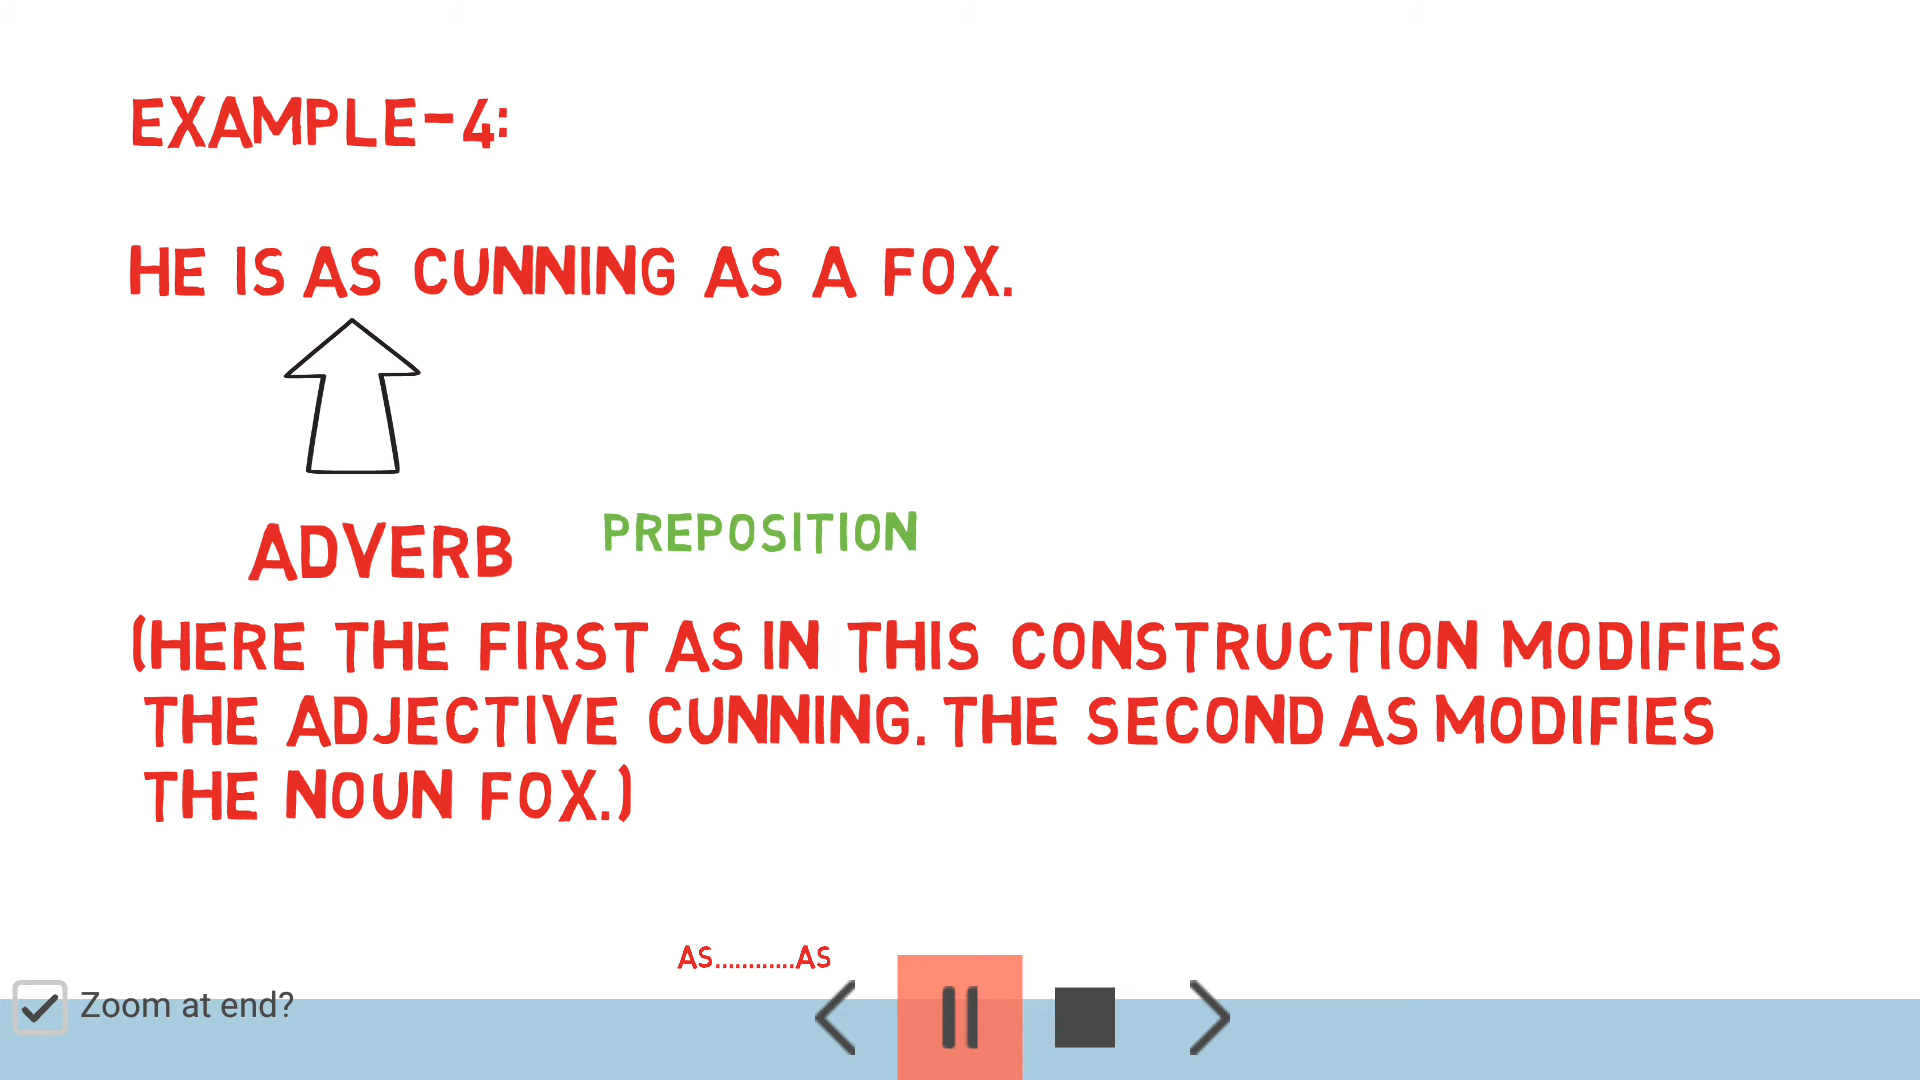 EXAMPLE-4:
HE IS AS CUNNING AS A FOX.
ADVERB
PREPOSITION
(HERE THE FIRST AS IN THIS CONSTRUCTION MODIFIES
THE ADJECTIVE CUNNING. THE SECOND AS MODIFIES
THE NOUN FOX.)
AS............AS
Zoom at end?